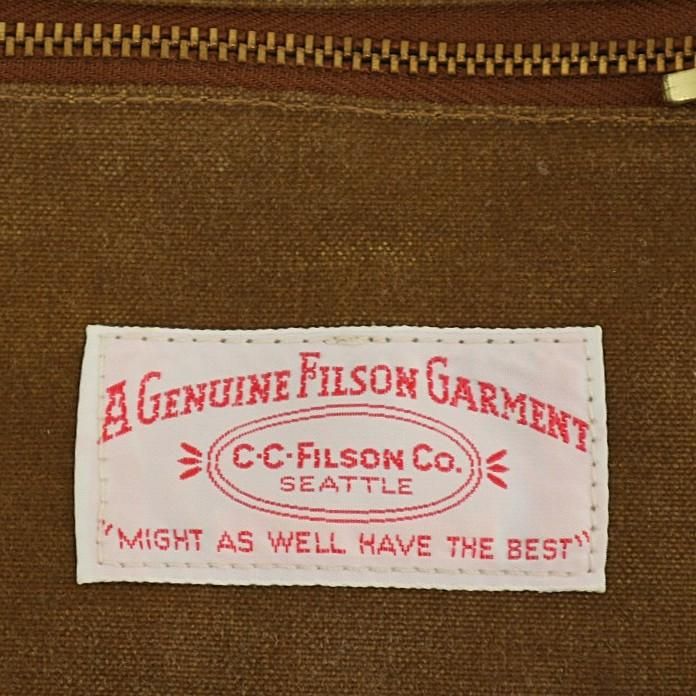 A GENUINE FILSON GARMENT
C·C·FILSON CO.
SEATTLE
"MIGHT AS WELL HAVE THE BEST"